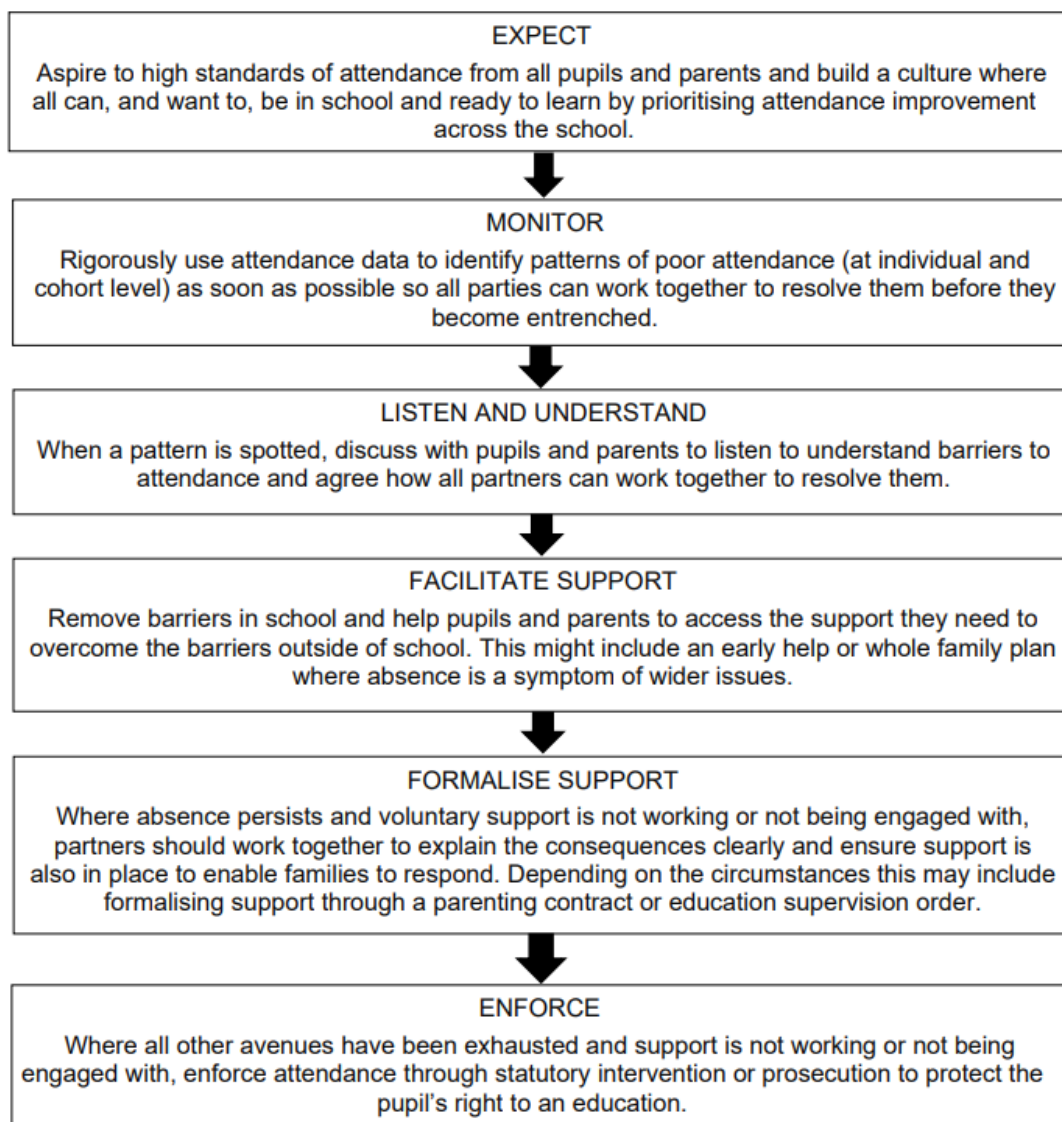 EXPECT
Aspire to high standards of attendance from all pupils and parents and build a culture where
all can, and want to, be in school and ready to learn by prioritising attendance improvement
across the school.
MONITOR
Rigorously use attendance data to identify patterns of poor attendance (at individual and
cohort level) as soon as possible so all parties can work together to resolve them before they
become entrenched.
LISTEN AND UNDERSTAND
When a pattern is spotted, discuss with pupils and parents to listen to understand barriers to
attendance and agree how all partners can work together to resolve them.
FACILITATE SUPPORT
Remove barriers in school and help pupils and parents to access the support they need to
overcome the barriers outside of school. This might include an early help or whole family plan
where absence is a symptom of wider issues.
FORMALISE SUPPORT
Where absence persists and voluntary support is not working or not being engaged with,
partners should work together to explain the consequences clearly and ensure support is
also in place to enable families to respond. Depending on the circumstances this may include
formalising support through a parenting contract or education supervision order.
ENFORCE
Where all other avenues have been exhausted and support is not working or not being
engaged with, enforce attendance through statutory intervention or prosecution to protect the
pupil’s right to an education.